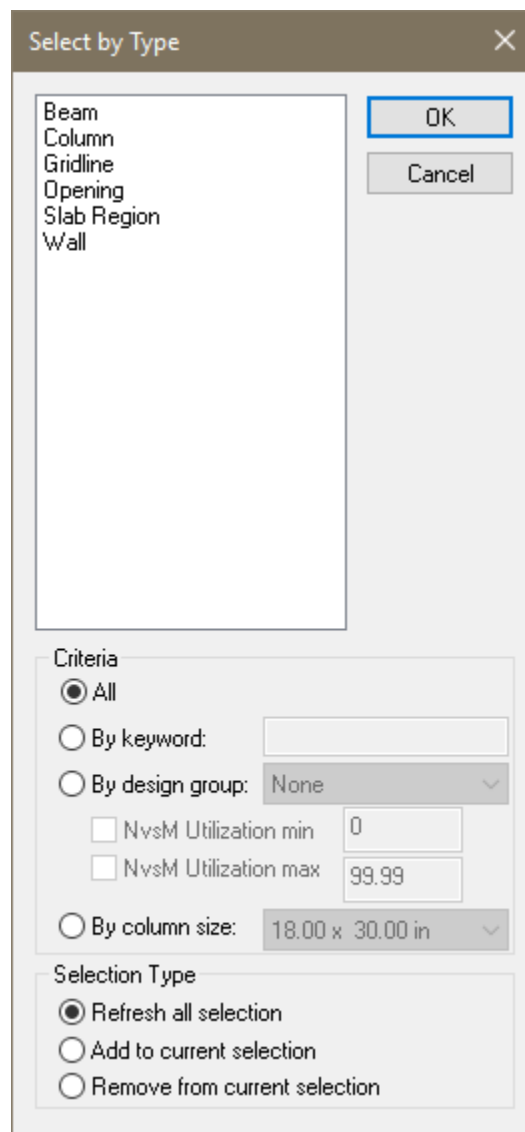 Select by Type
Beam
Column
Gridline
Opening
Slab Region
Wall
OK
Cancel
Criteria
All
By keyword:
By design group: None
NvsM Utilization min 0
NvsM Utilization max 99.99
By column size: 18.00 x 30.00 in
Selection Type
Refresh all selection
Add to current selection
Remove from current selection